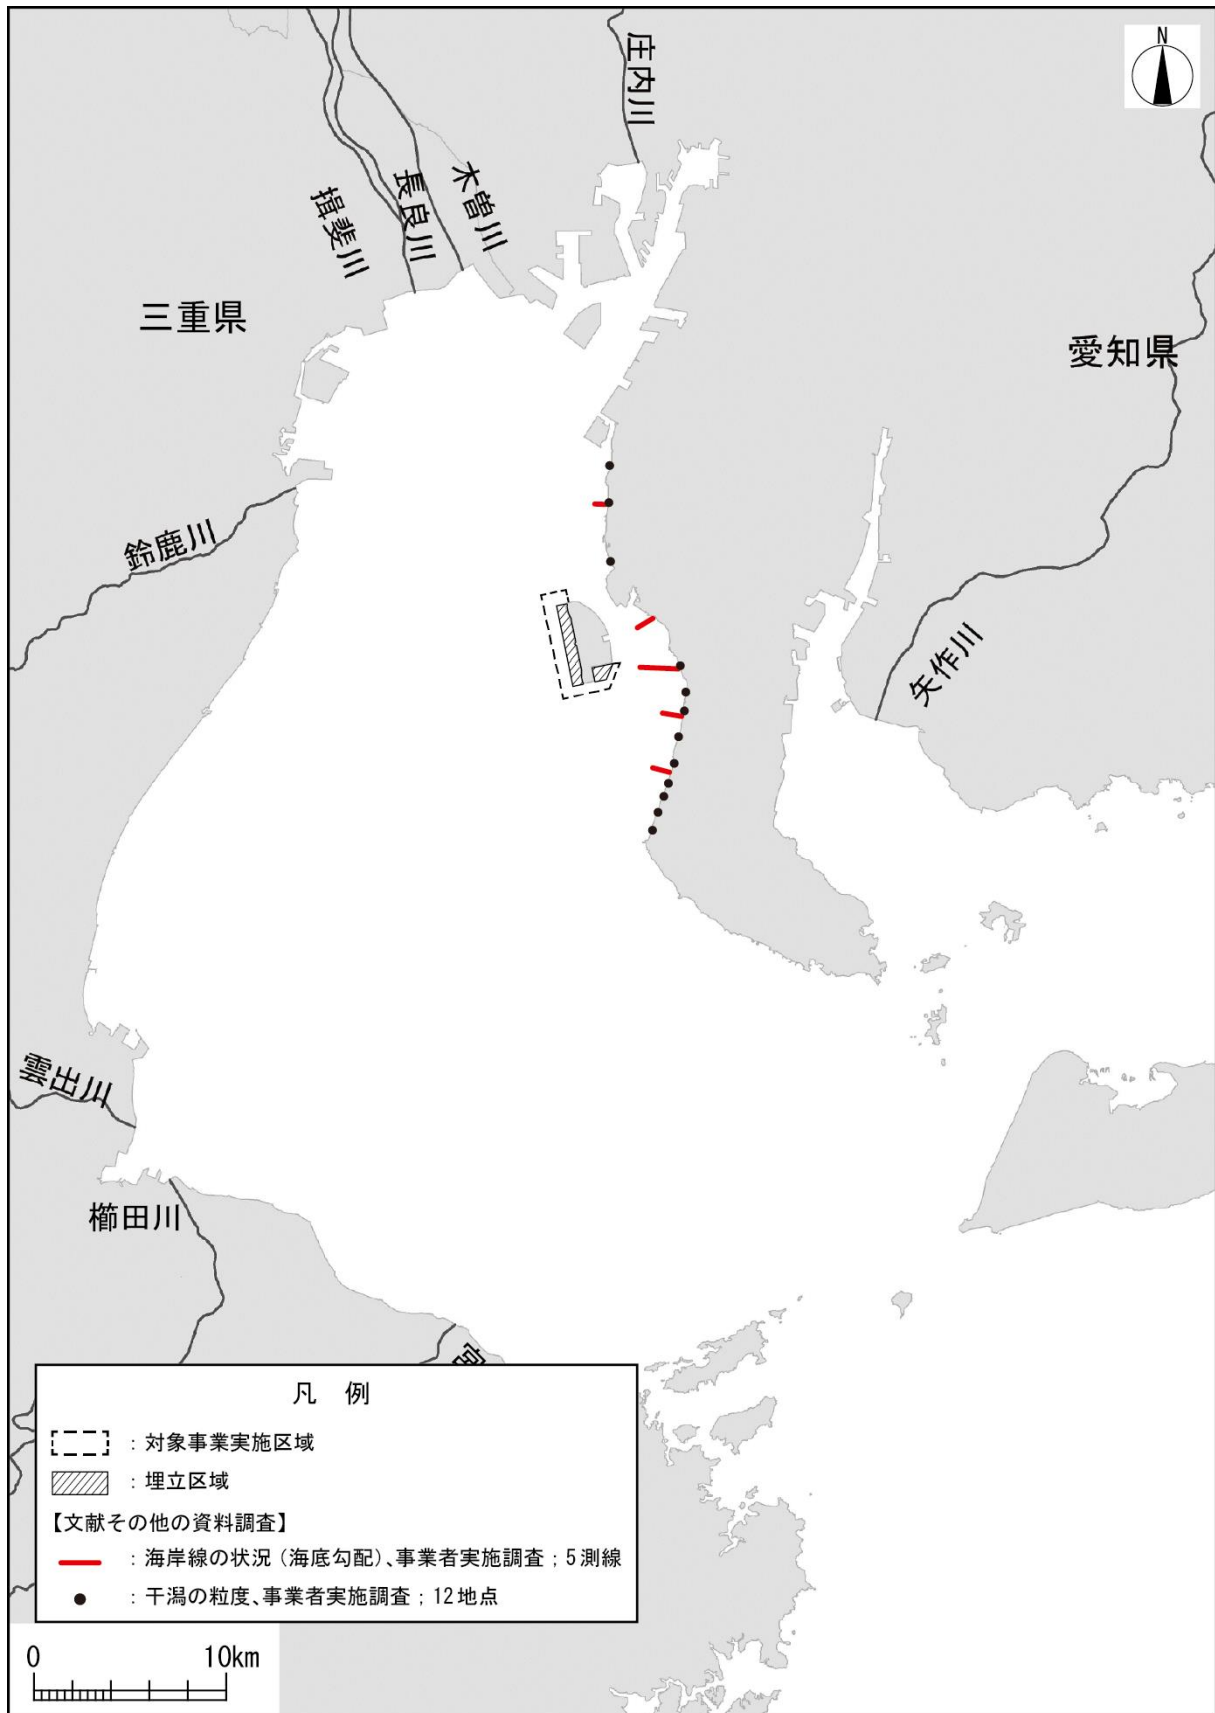 N
庄内川
木曽川
長良川
揖斐川
三重県
愛知県
鈴鹿川
矢作川
雲出川
櫛田川
凡 例
：対象事業実施区域
：埋立区域
【文献その他の資料調査】
：海岸線の状況（海底勾配）、事業者実施調査；5測線
：干潟の粒度、事業者実施調査；12地点
0 10km